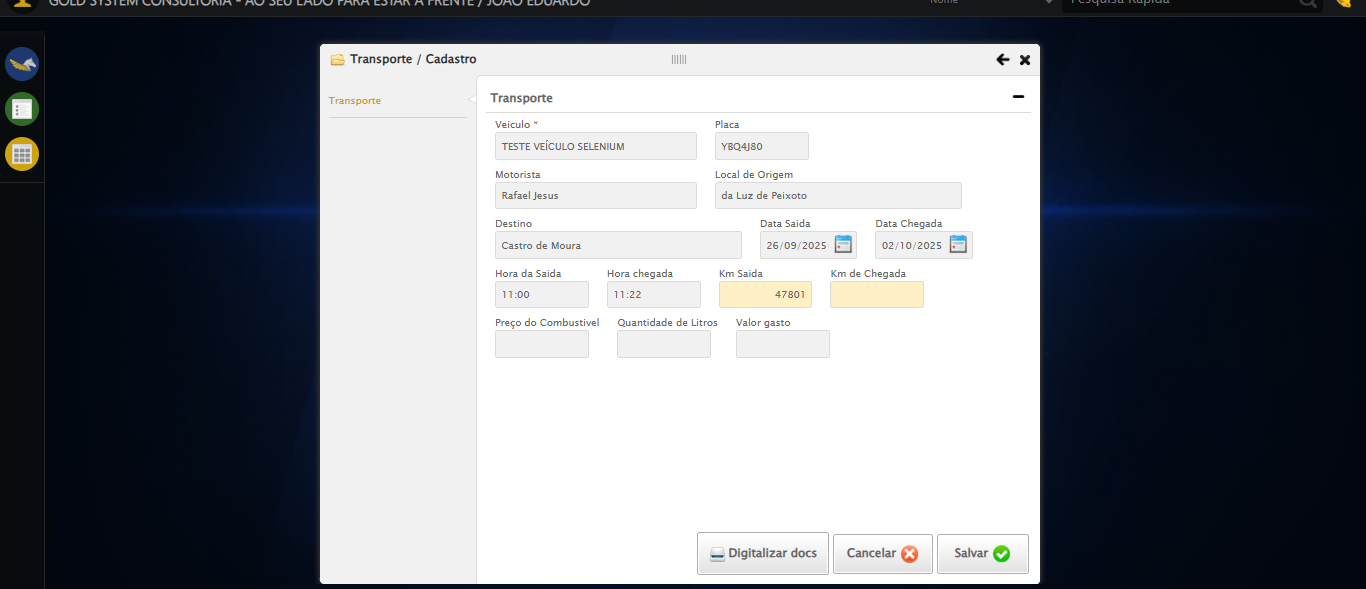 GOLD SYSTEM CONSULTORIA - AO SEU LADO PARA ESTAR A FRENTE / JOÃO EDUARDO
Nome
Pesquisa Rápida
Transporte / Cadastro
Transporte
Transporte
Veiculo *
Placa
TESTE VEÍCULO SELENIUM
YBQ4J80
Motorista
Local de Origem
Rafael Jesus
da Luz de Peixoto
Destino
Data Saida
Data Chegada
Castro de Moura
26/09/2025
02/10/2025
Hora da Saida
Hora chegada
Km Saida
Km de Chegada
11:00
11:22
47801
Preço do Combustivel
Quantidade de Litros
Valor gasto
Digitalizar docs
Cancelar
Salvar